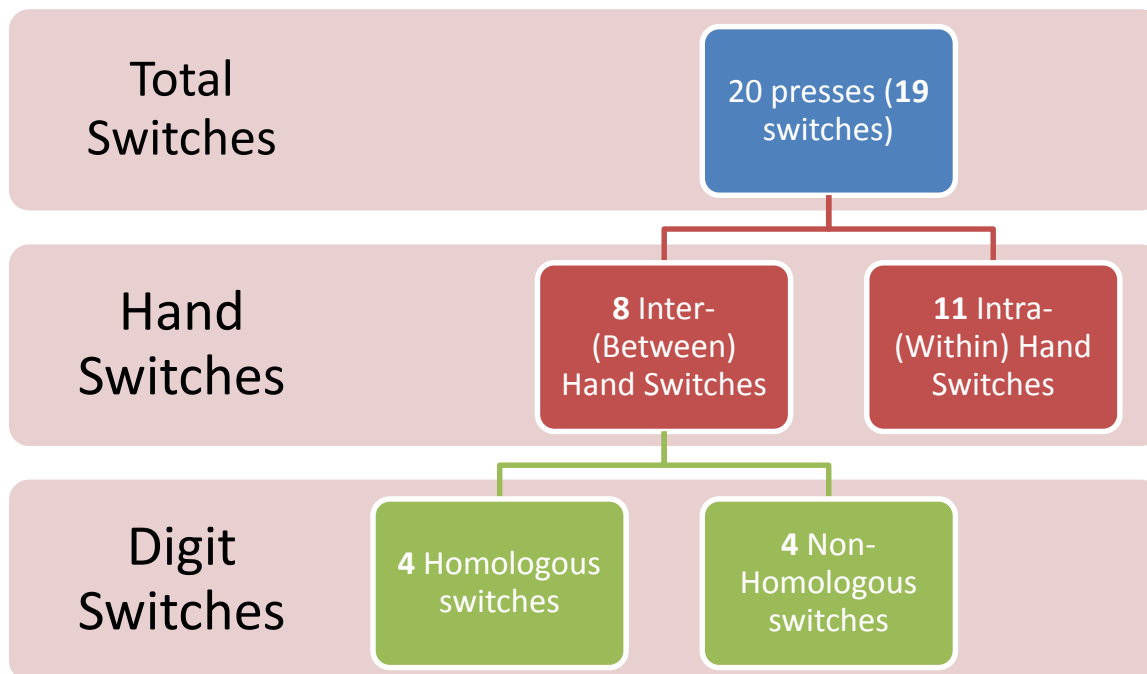 Total
Switches
20 presses (19
switches)
Hand
Switches
8 Inter-
(Between)
Hand Switches
11 Intra-
(Within) Hand
Switches
Digit
Switches
4 Homologous
switches
4 Non-
Homologous
switches